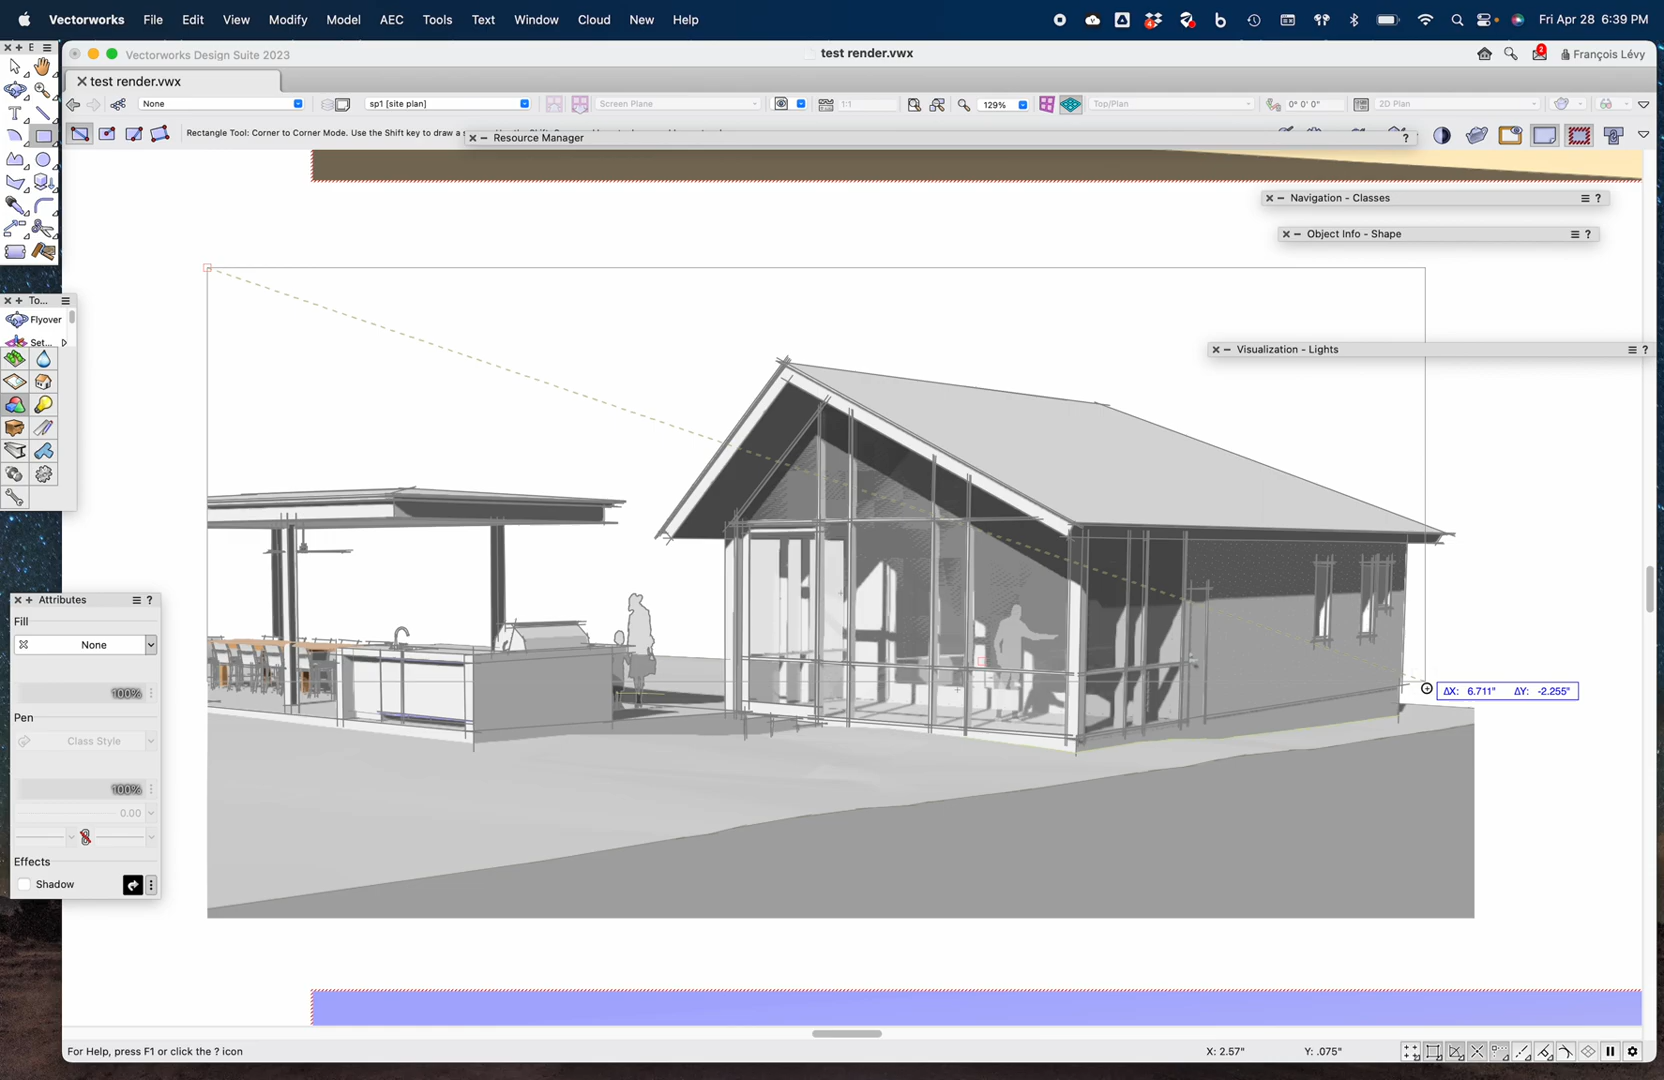 Vectorworks File Edit View Modify Model AEC Tools Text Window Cloud New Help
4
Fri Apr 28 6:39 PM
Vectorworks Design Suite 2023
test render.vwx
2
François Lévy
test render.vwx
None
sp1 [site plan]
Screen Plane
1:1
129%
Top/Plan
0° 0' 0"
2D Plan
Rectangle Tool: Corner to Corner Mode. Use the Shift key to draw a
Resource Manager
?
E
Navigation - Classes
?
Object Info - Shape
?
To...
Flyover
Set...
Visualization - Lights
?
Attributes
?
Fill
None
100%
Pen
Class Style
100%
0.00
Effects
Shadow
ΔX: 6.711" ΔY: -2.255"
For Help, press F1 or click the ? icon
X: 2.57"
Y: .075"